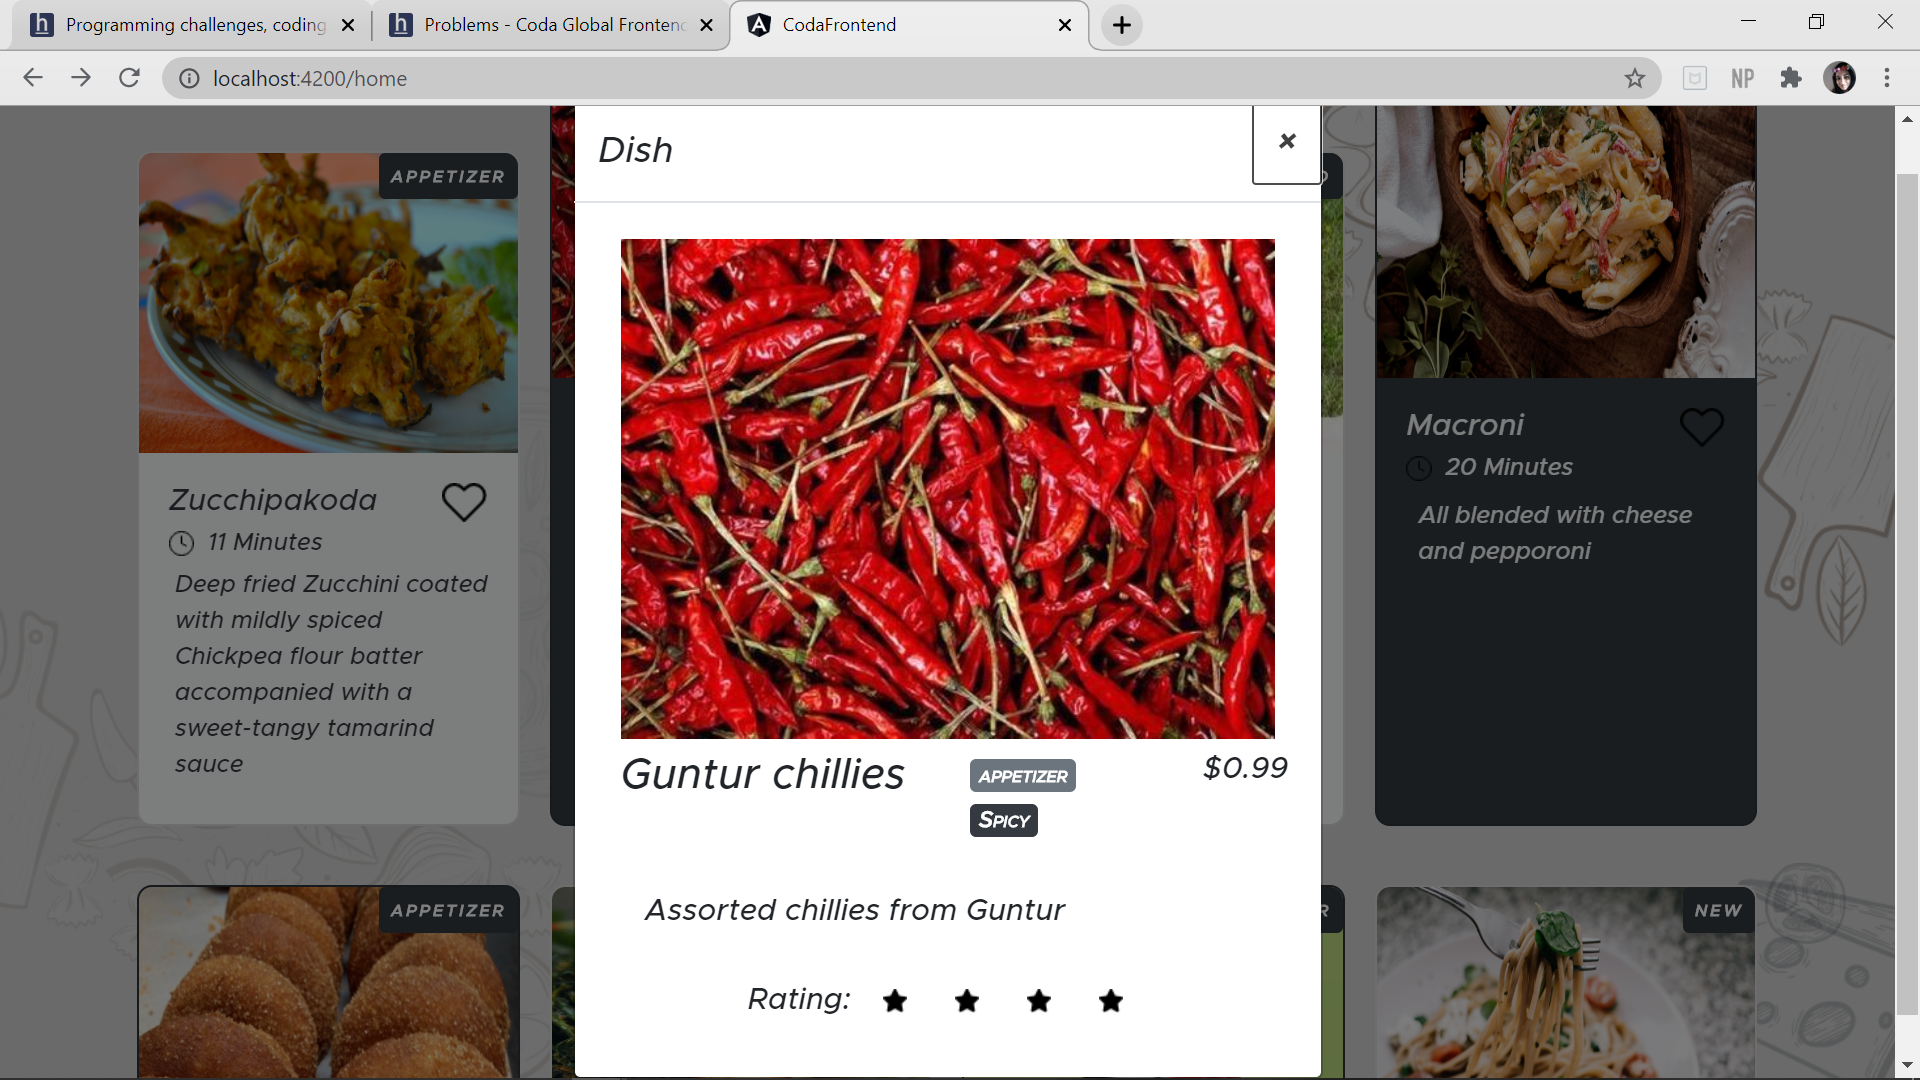 Programming challenges, coding
Problems - Coda Global Frontend
CodaFrontend
localhost:4200/home
NP
Dish
APPETIZER
Zucchipakoda
11 Minutes
Deep fried Zucchini coated
with mildly spiced
Chickpea flour batter
accompanied with a
sweet-tangy tamarind
sauce
Guntur chillies
APPETIZER
SPICY
$0.99
Assorted chillies from Guntur
Rating:
Macroni
20 Minutes
All blended with cheese
and pepporoni
APPETIZER
R
NEW